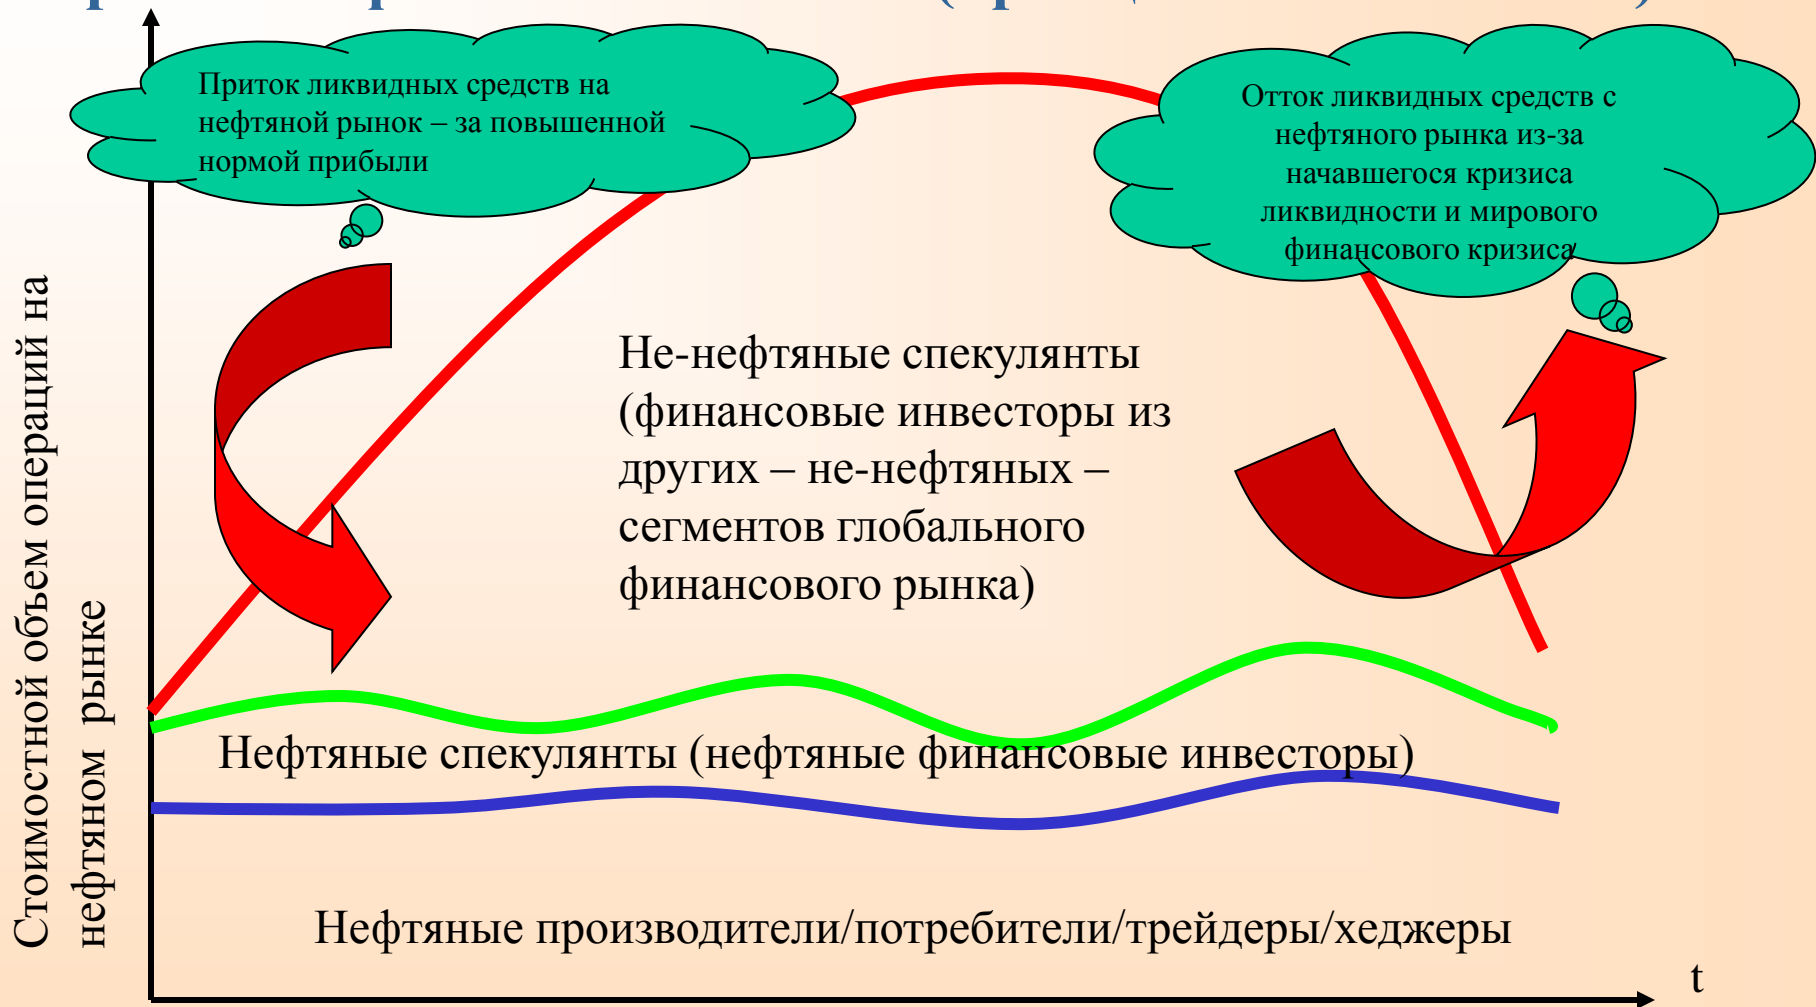 Приток ликвидных средств на
нефтяной рынок – за повышенной
нормой прибыли
Отток ликвидных средств с
нефтяного рынка из-за
начавшегося кризиса
ликвидности и мирового
финансового кризиса
Стоимостной объем операций на
нефтяном рынке
Не-нефтяные спекулянты
(финансовые инвесторы из
других – не-нефтяных –
сегментов глобального
финансового рынка)
Нефтяные спекулянты (нефтяные финансовые инвесторы)
Нефтяные производители/потребители/трейдеры/хеджеры
t